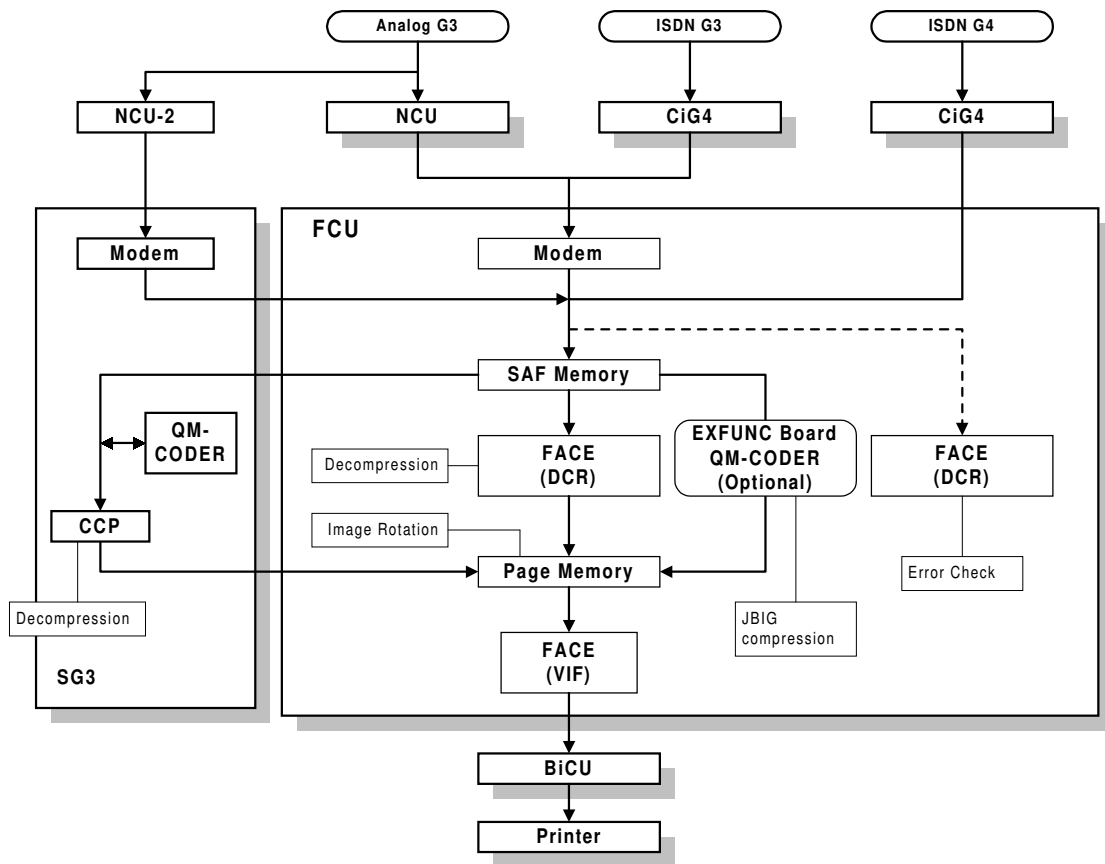 Analog G3
ISDN G3
ISDN G4
NCU-2
NCU
CiG4
CiG4
FCU
Modem
Modem
SAF Memory
QM-
CODER
EXFUNC Board
QM-CODER
(Optional)
FACE
(DCR)
FACE
(DCR)
Decompression
CCP
Image Rotation
Page Memory
Error Check
Decompression
JBIG
compression
FACE
(VIF)
SG3
BiCU
Printer